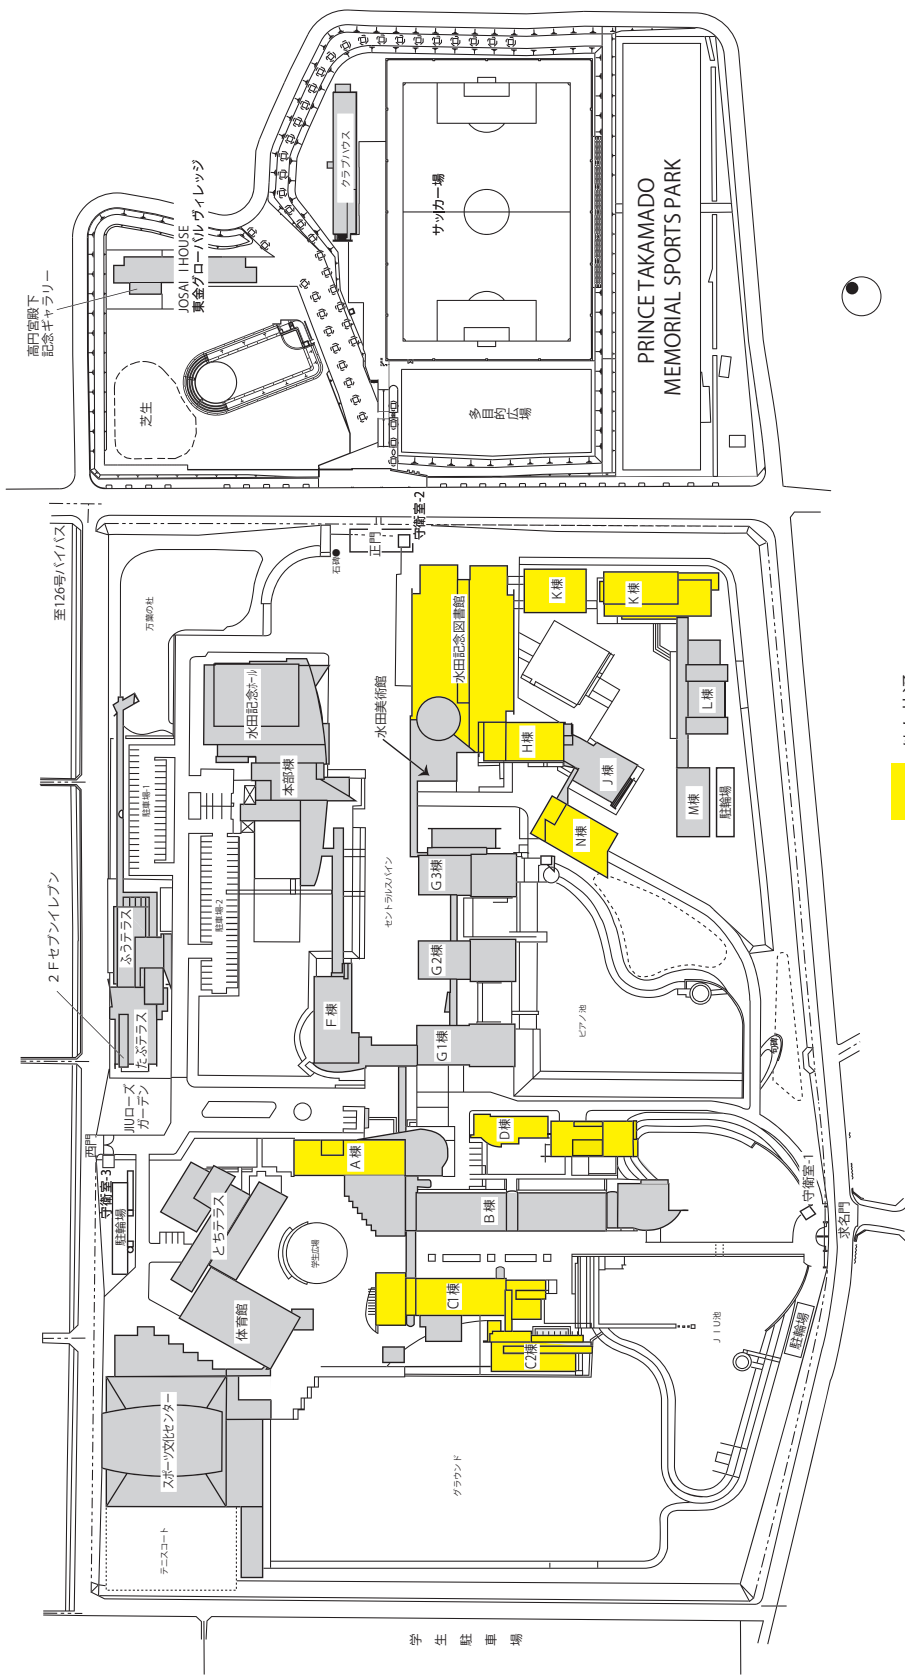 高円宮殿下
記念ギャラリー
JOSAI I HOUSE
東金グローバル ヴィレッジ
芝生
クラブハウス
サッカー場
多目的広場
PRINCE TAKAMADO
MEMORIAL SPORTS PARK
至126号バイパス
万葉の杜
石碑
正門
守衛室-2
水田記念ホール
本部棟
駐車場-1
駐車場-2
2Fセブンイレブン
ふうテラス
たぶテラス
JIUローズ
ガーデン
西門
守衛室-3
駐輪場
水田美術館
水田記念図書館
K棟
K棟
H棟
J棟
L棟
M棟
駐輪場
N棟
セントラルスパイン
G3棟
G2棟
G1棟
F棟
ピアノ池
句碑
A棟
D棟
B棟
とちテラス
学生広場
体育館
C1棟
C2棟
スポーツ文化センター
テニスコート
グラウンド
JIU池
守衛室-1
求名門
駐輪場
学生駐車場